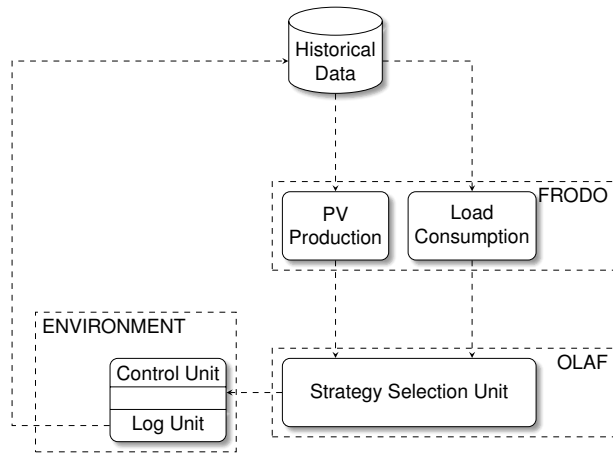 Historical
Data
FRODO
PV
Production
Load
Consumption
ENVIRONMENT
OLAF
Control Unit
Strategy Selection Unit
Log Unit